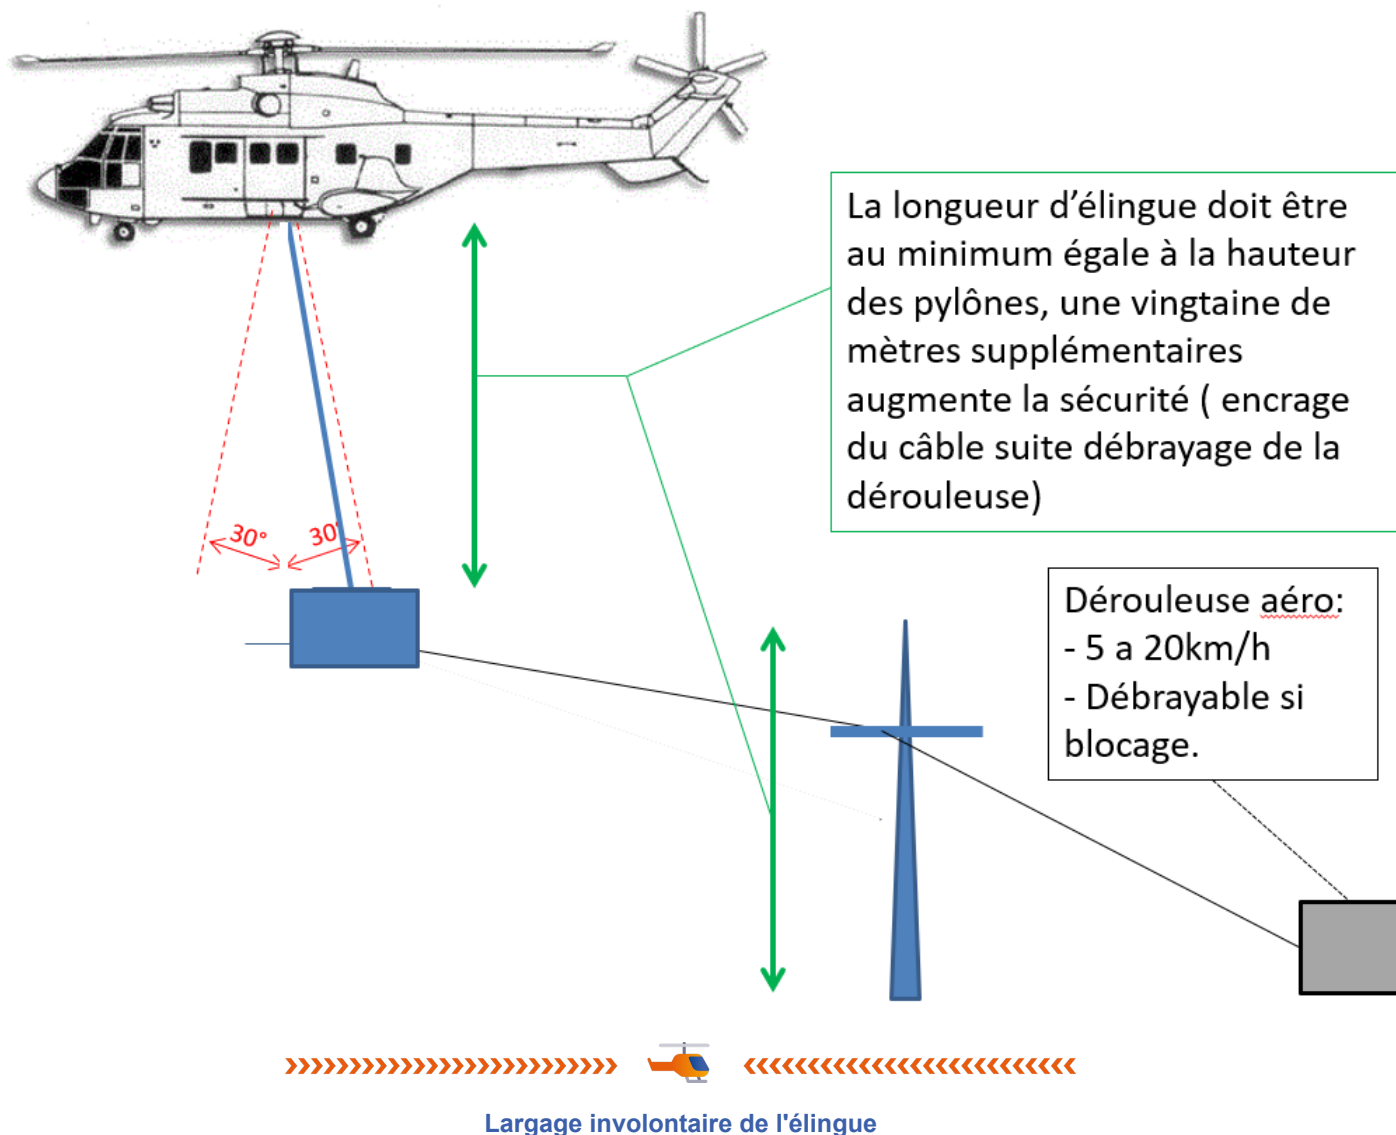 La longueur d'élingue doit être
au minimum égale à la hauteur
des pylônes, une vingtaine de
mètres supplémentaires
augmente la sécurité ( encrage
du câble suite débrayage de la
dérouleuse)
30°
30°
Dérouleuse aéro:
- 5 a 20km/h
- Débrayable si
blocage.
Largage involontaire de l'élingue